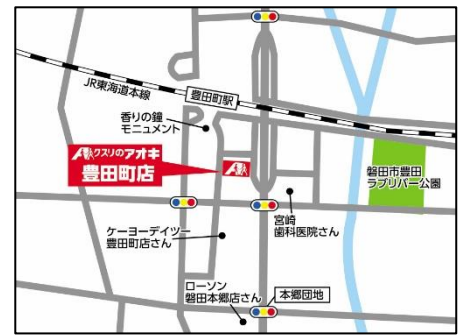 JR東海道本線
豊田町駅
香りの鐘
モニュメント
クスリのアオキ
豊田町店
磐田市豊田
ラブリバー公園
宮崎
歯科医院さん
ケーヨーデイツー
豊田町店さん
ローソン
磐田本郷店さん
本郷団地